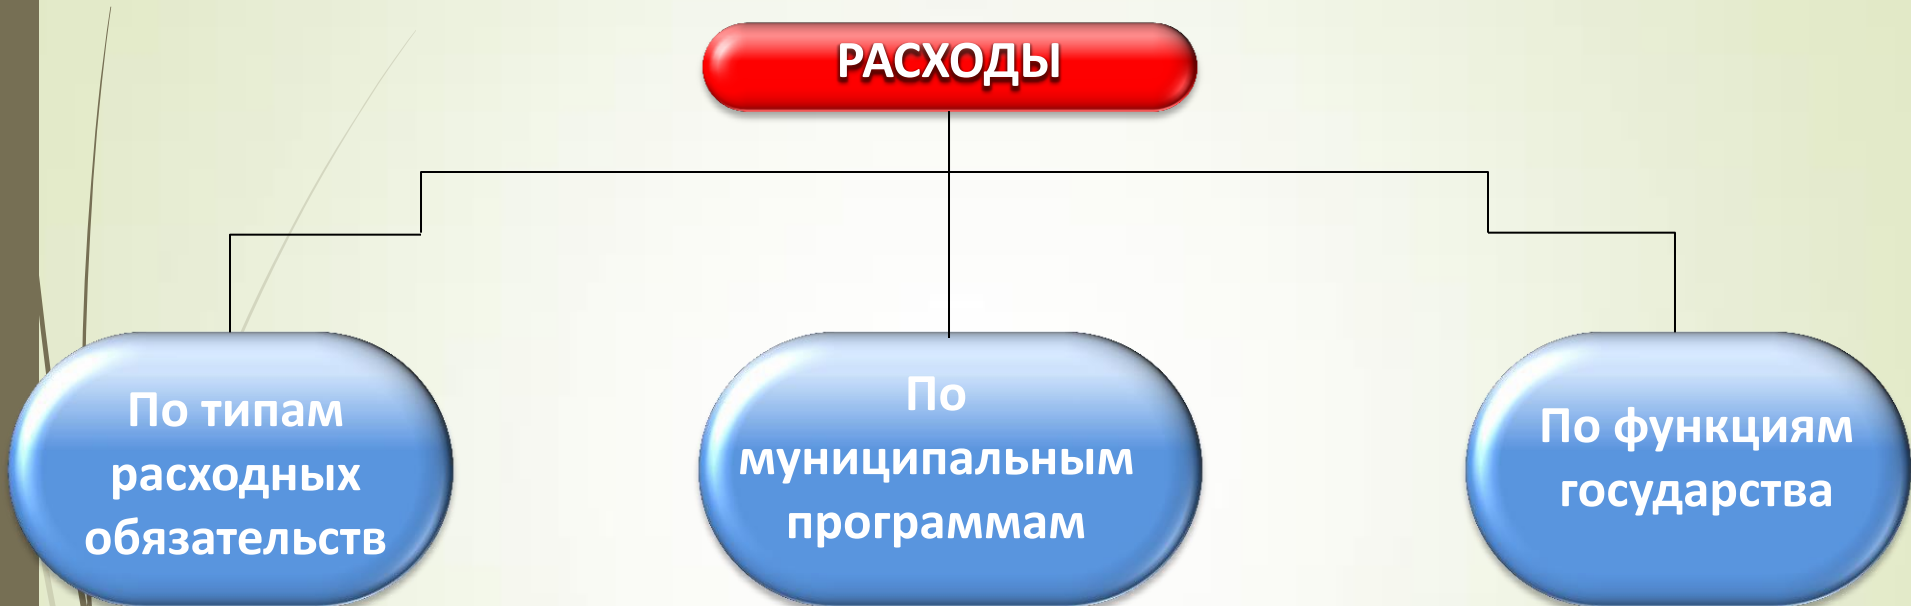 РАСХОДЫ
По типам
расходных
обязательств
По
муниципальным
программам
По функциям
государства